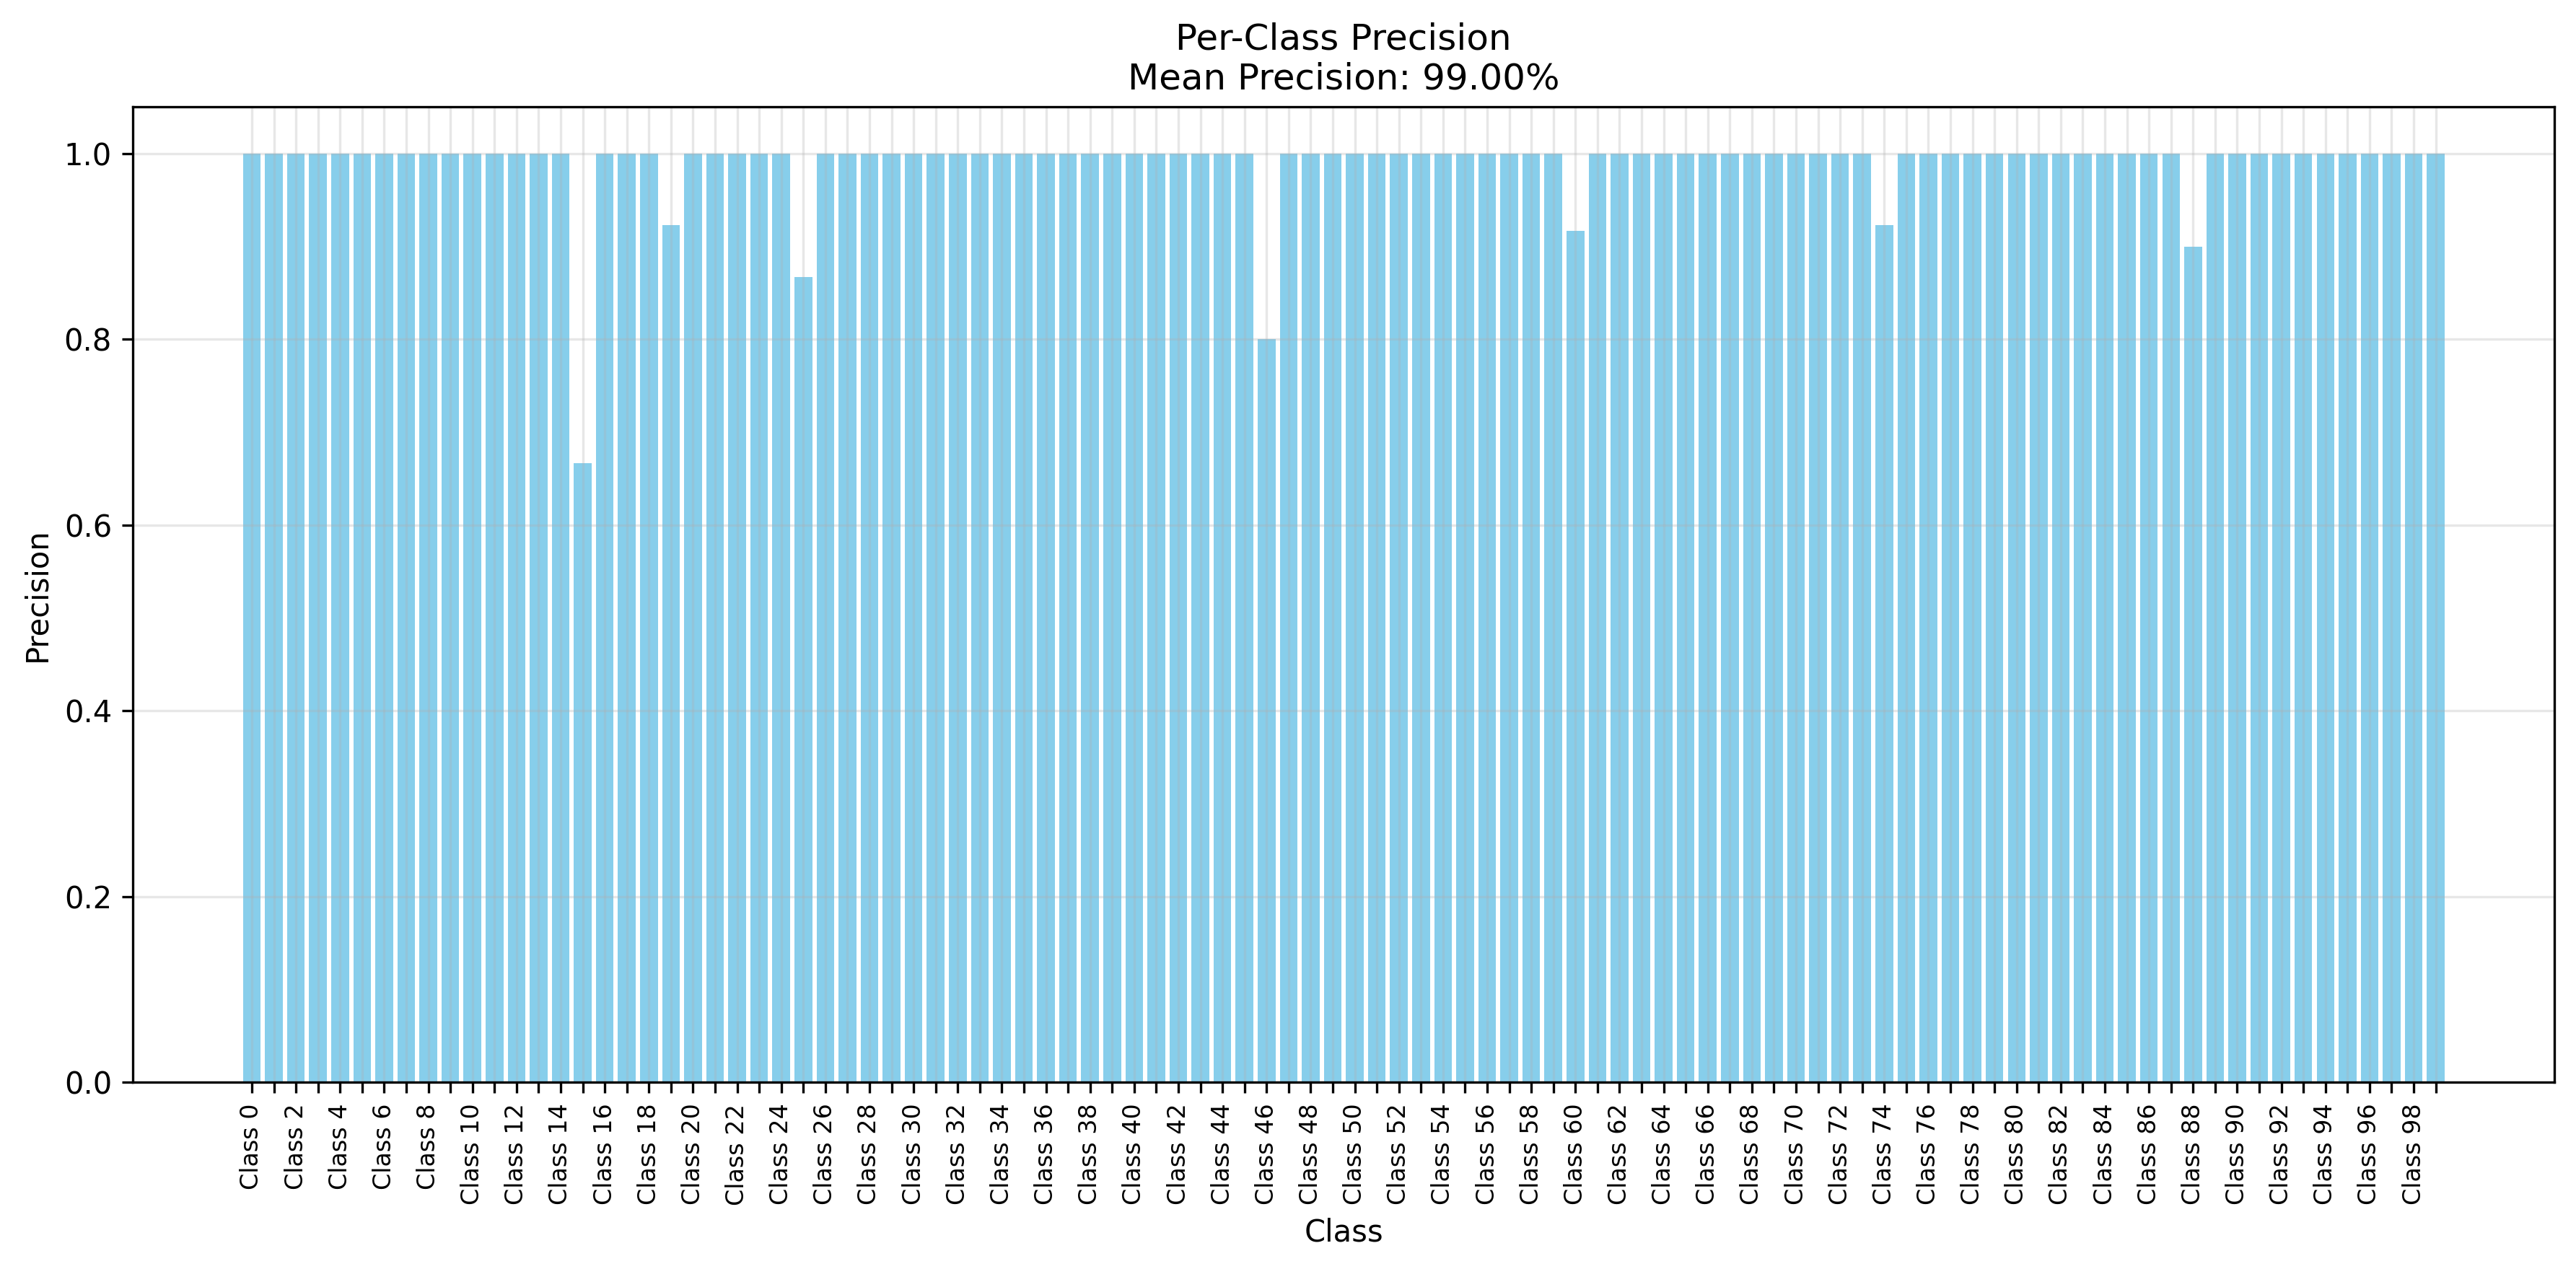 Per-Class Precision
Mean Precision: 99.00%
Precision
1.0
0.8
0.6
0.4
0.2
0.0
Class 0
Class 2
Class 4
Class 6
Class 8
Class 10
Class 12
Class 14
Class 16
Class 18
Class 20
Class 22
Class 24
Class 26
Class 28
Class 30
Class 32
Class 34
Class 36
Class 38
Class 40
Class 42
Class 44
Class 46
Class 48
Class 50
Class 52
Class 54
Class 56
Class 58
Class 60
Class 62
Class 64
Class 66
Class 68
Class 70
Class 72
Class 74
Class 76
Class 78
Class 80
Class 82
Class 84
Class 86
Class 88
Class 90
Class 92
Class 94
Class 96
Class 98
Class